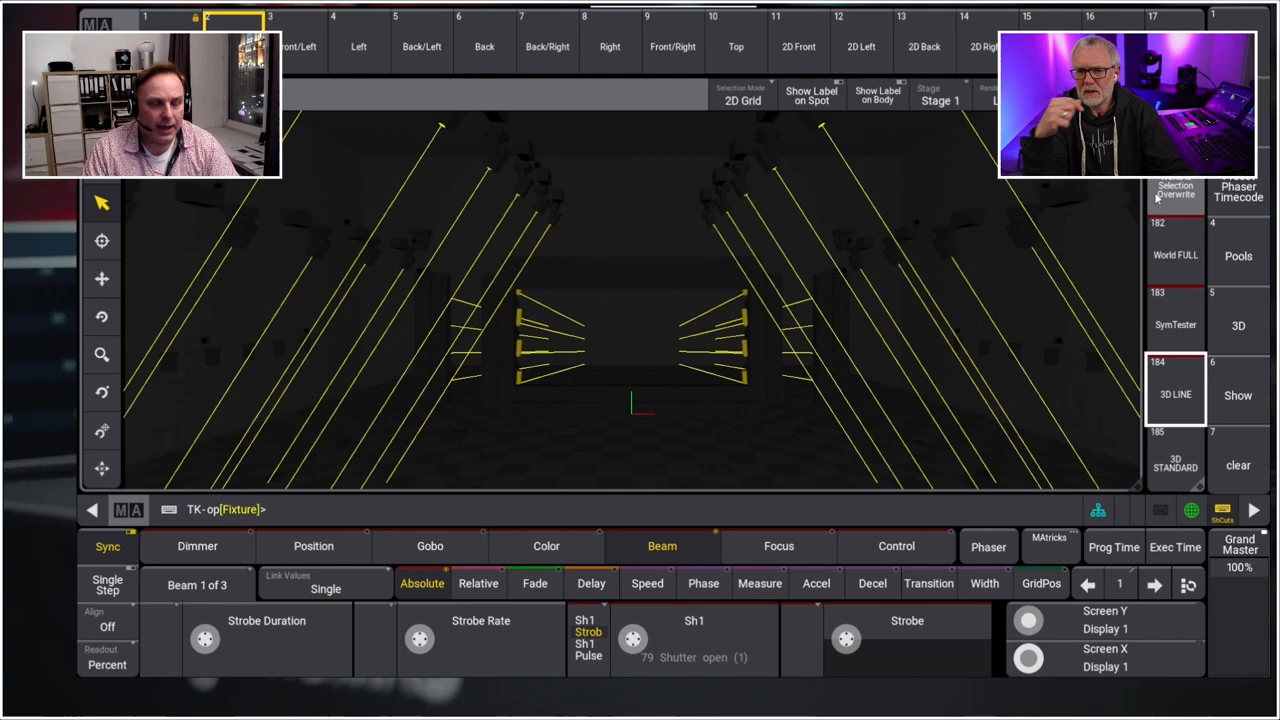 MA
1
2
3
4
5
6
7
8
9
10
11
12
13
14
15
16
17
1
ront/Left
Left
Back/Left
Back
Back/Right
Right
Front/Right
Top
2D Front
2D Left
2D Back
2D Rig
Selection Mode
2D Grid
Show Label
on Spot
Show Label
on Body
Stage
Stage 1
Selection
Overwrite
Phaser
Timecode
182
World FULL
4
Pools
183
SymTester
5
3D
184
3D LINE
6
Show
185
3D
STANDARD
7
clear
MA
TK-op[Fixture]>
ShCuts
Sync
Dimmer
Position
Gobo
Color
Beam
Focus
Control
Phaser
MAtricks
Prog Time
Exec Time
Grand
Master
100%
Single
Step
Beam 1 of 3
Link Values
Single
Absolute
Relative
Fade
Delay
Speed
Phase
Measure
Accel
Decel
Transition
Width
GridPos
1
Align
Off
Strobe Duration
Strobe Rate
Sh1
Strob
Sh1
Pulse
Sh1
79 Shutter open (1)
Strobe
Screen Y
Display 1
Screen X
Display 1
Readout
Percent